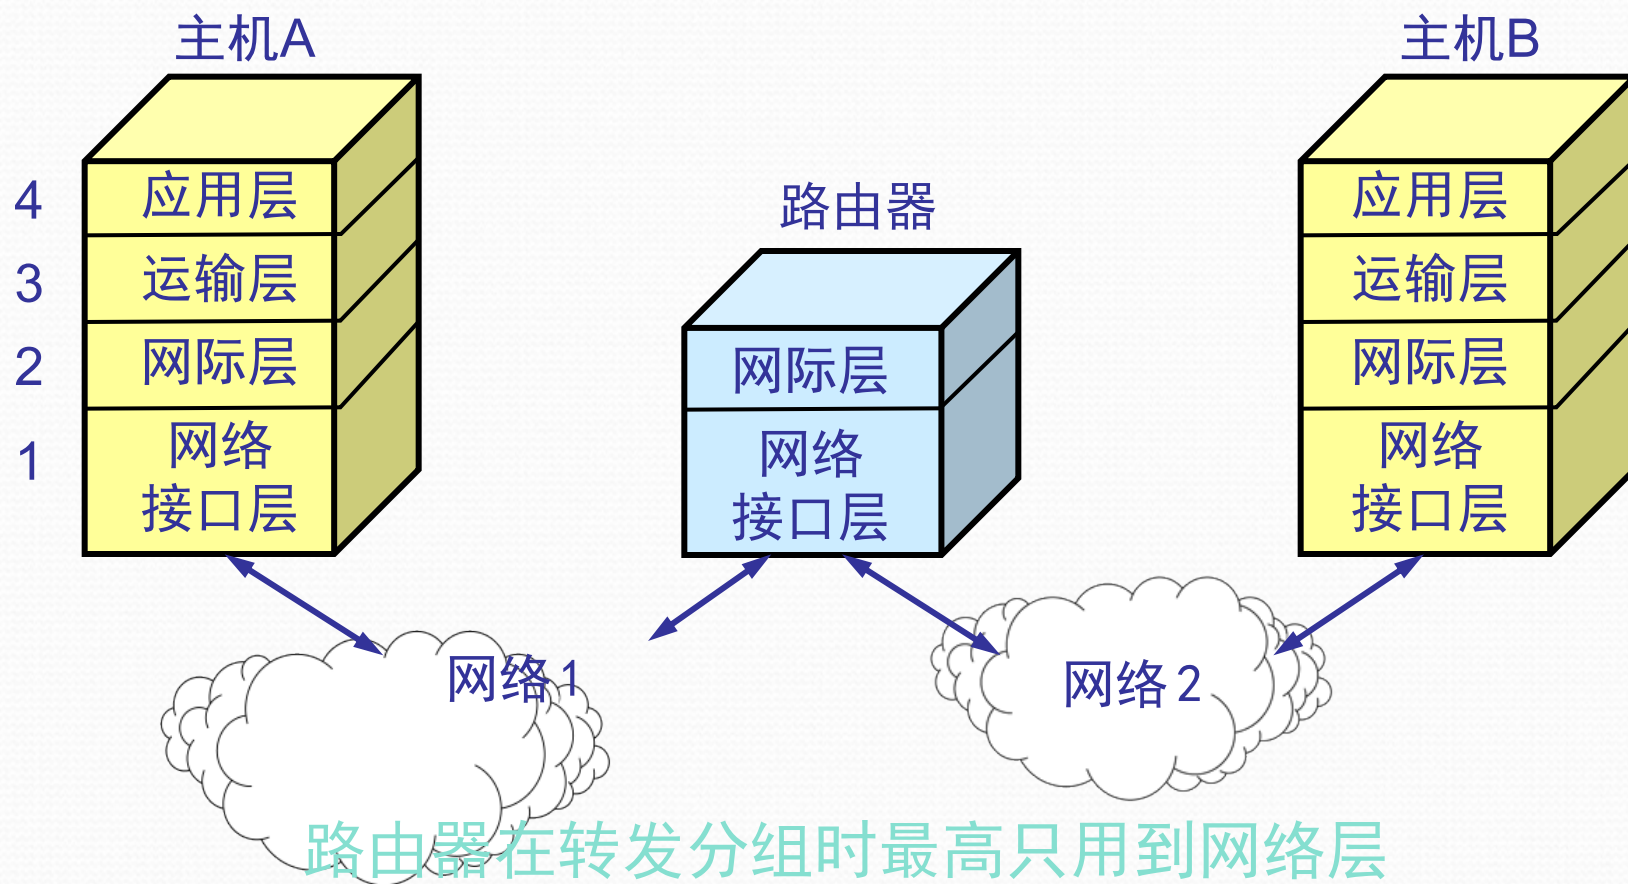 主机A
主机B
4
应用层
3
运输层
2
网际层
1
网络
接口层
路由器
网际层
网络
接口层
应用层
运输层
网际层
网络
接口层
网络1
网络2
路由器在转发分组时最高只用到网络层